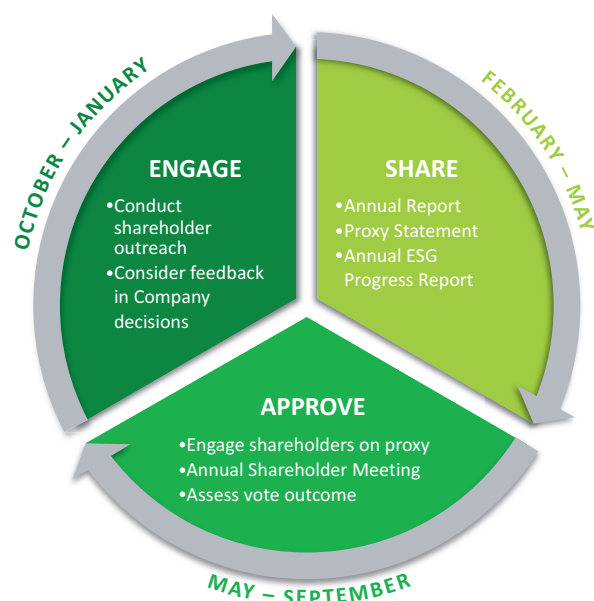 OCTOBER – JANUARY
ENGAGE
•Conduct
shareholder
outreach
•Consider feedback
in Company
decisions
FEBRUARY – MAY
SHARE
•Annual Report
•Proxy Statement
•Annual ESG
Progress Report
APPROVE
•Engage shareholders on proxy
•Annual Shareholder Meeting
•Assess vote outcome
MAY – SEPTEMBER